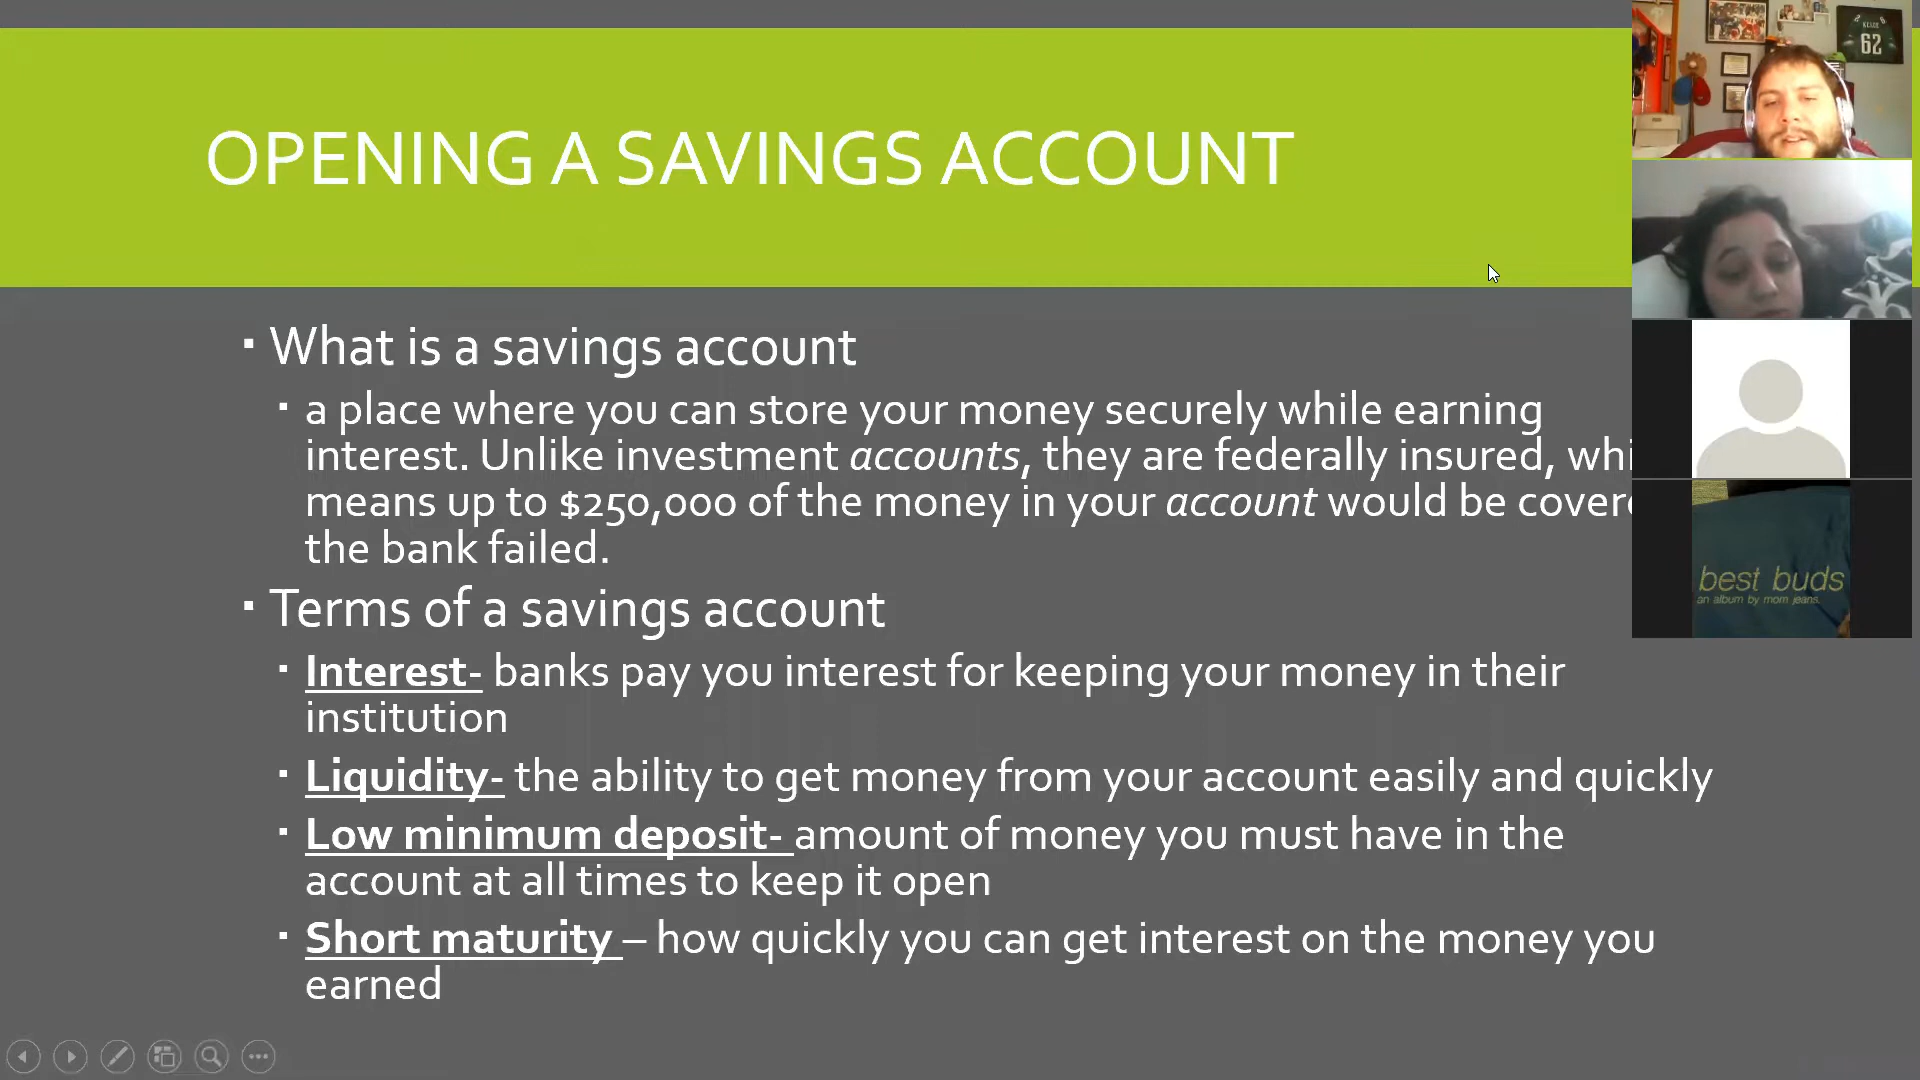 OPENING A SAVINGS ACCOUNT
62
▪ What is a savings account
▪ a place where you can store your money securely while earning
interest. Unlike investment accounts, they are federally insured,
means up to $250,000 of the money in your account would be
the bank failed.
best buds
an album by mom jeans.
▪ Terms of a savings account
▪ Interest- banks pay you interest for keeping your money in their
institution
▪ Liquidity- the ability to get money from your account easily and quickly
▪ Low minimum deposit- amount of money you must have in the
account at all times to keep it open
▪ Short maturity – how quickly you can get interest on the money you
earned